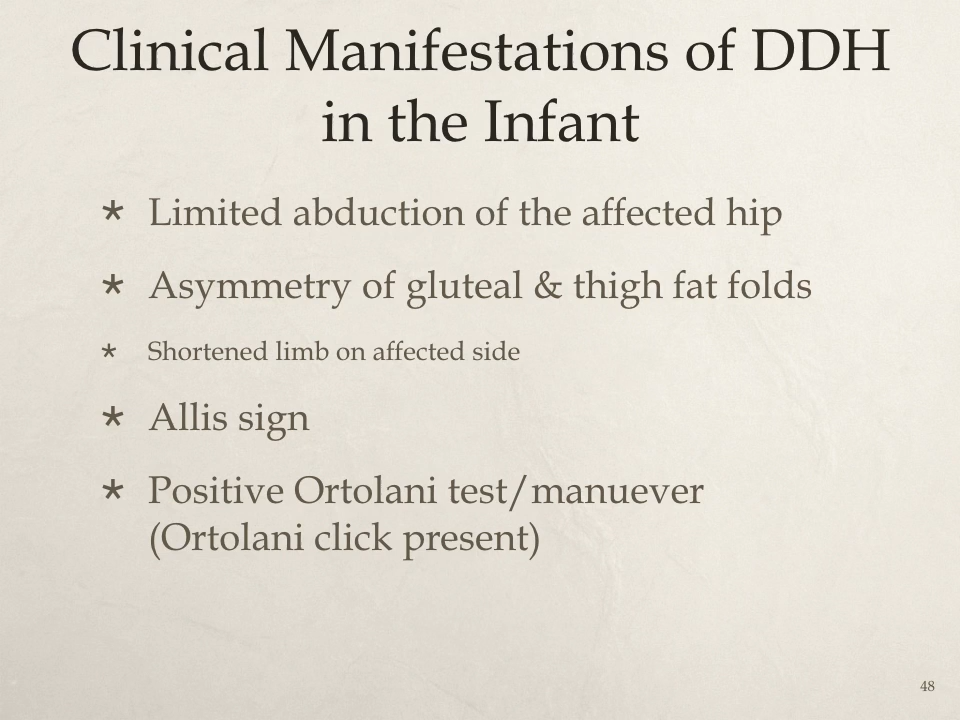 Clinical Manifestations of DDH
in the Infant
* Limited abduction of the affected hip
* Asymmetry of gluteal & thigh fat folds
* Shortened limb on affected side
* Allis sign
* Positive Ortolani test/manuever
(Ortolani click present)
48